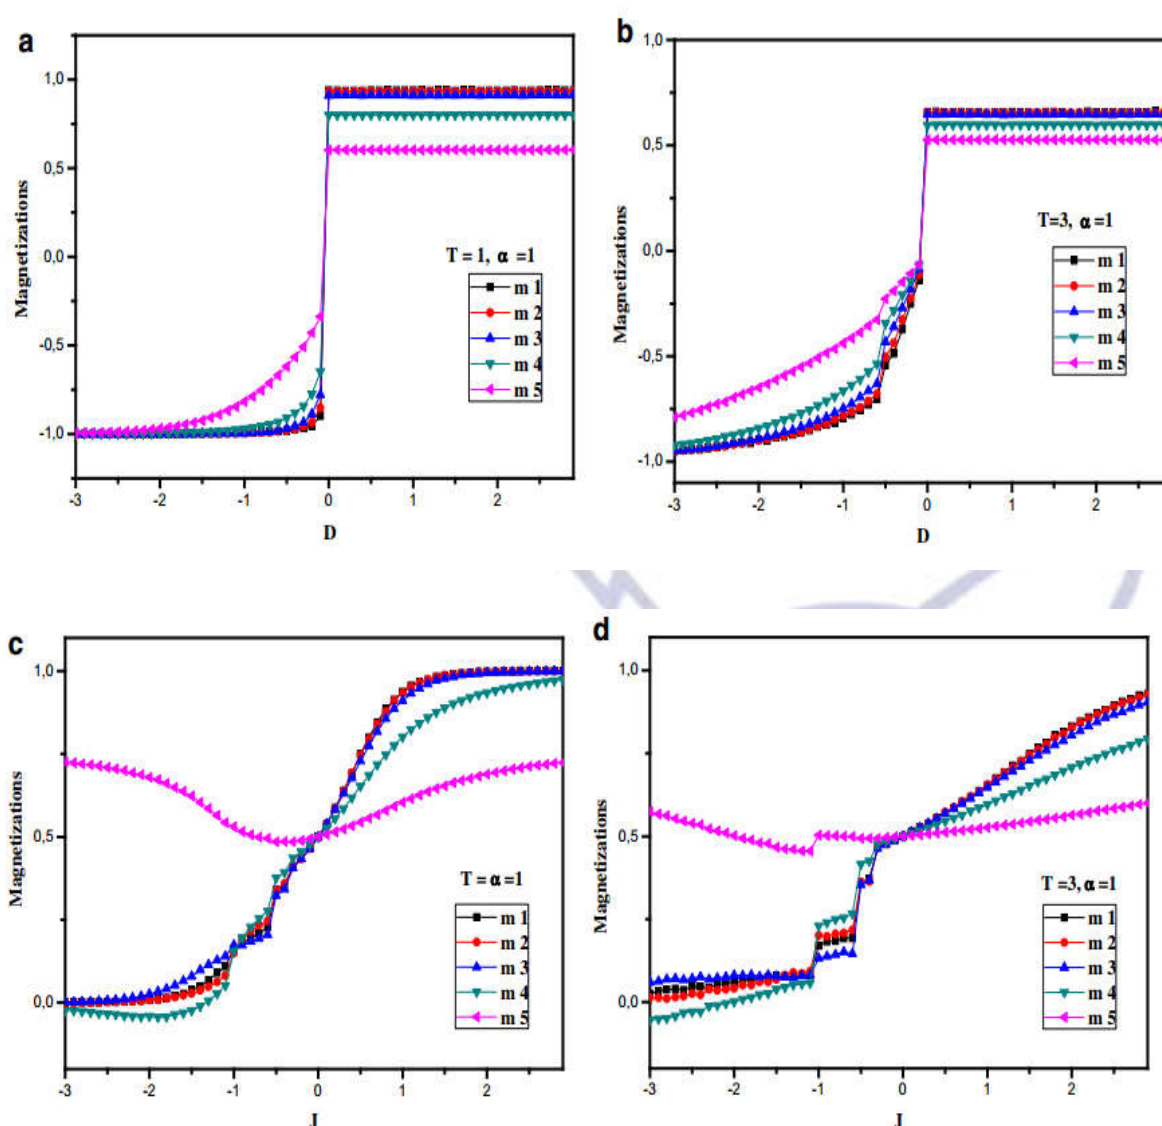 a
1,0
0,5
0,0
-0,5
-1,0
Magnetizations
T = 1, α =1
m 1
m 2
m 3
m 4
m 5
-3 -2 -1 0 1 2
D
b
1,0
0,5
0,0
-0,5
-1,0
Magnetizations
T=3, α=1
m 1
m 2
m 3
m 4
m 5
-3 -2 -1 0 1 2
D
c
1,0
0,5
0,0
Magnetizations
T = α =1
m 1
m 2
m 3
m 4
m 5
-3 -2 -1 0 1 2
J
d
1,0
0,5
0,0
Magnetizations
T =3, α=1
m 1
m 2
m 3
m 4
m 5
-3 -2 -1 0 1 2
J